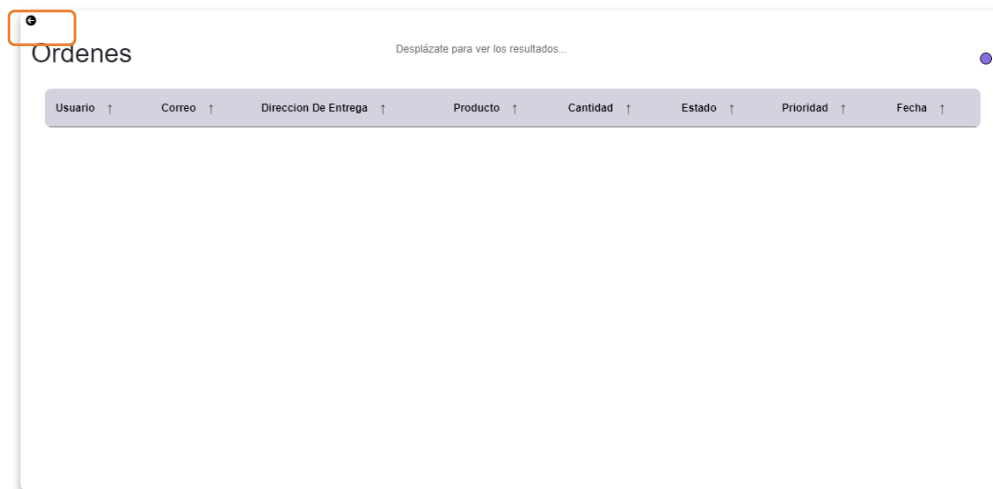 Ordenes
Desplázate para ver los resultados...
Usuario ↑ Correo ↑ Direccion De Entrega ↑ Producto ↑ Cantidad ↑ Estado ↑ Prioridad ↑ Fecha ↑